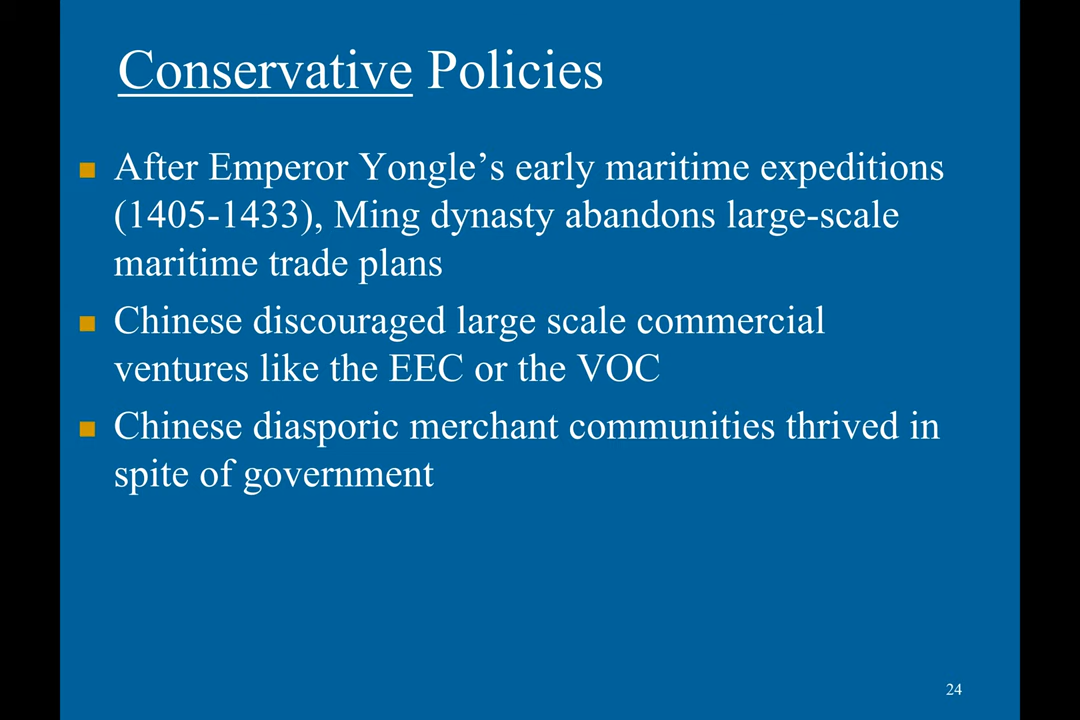 Conservative Policies
After Emperor Yongle’s early maritime expeditions
(1405-1433), Ming dynasty abandons large-scale
maritime trade plans
Chinese discouraged large scale commercial
ventures like the EEC or the VOC
Chinese diasporic merchant communities thrived in
spite of government
24